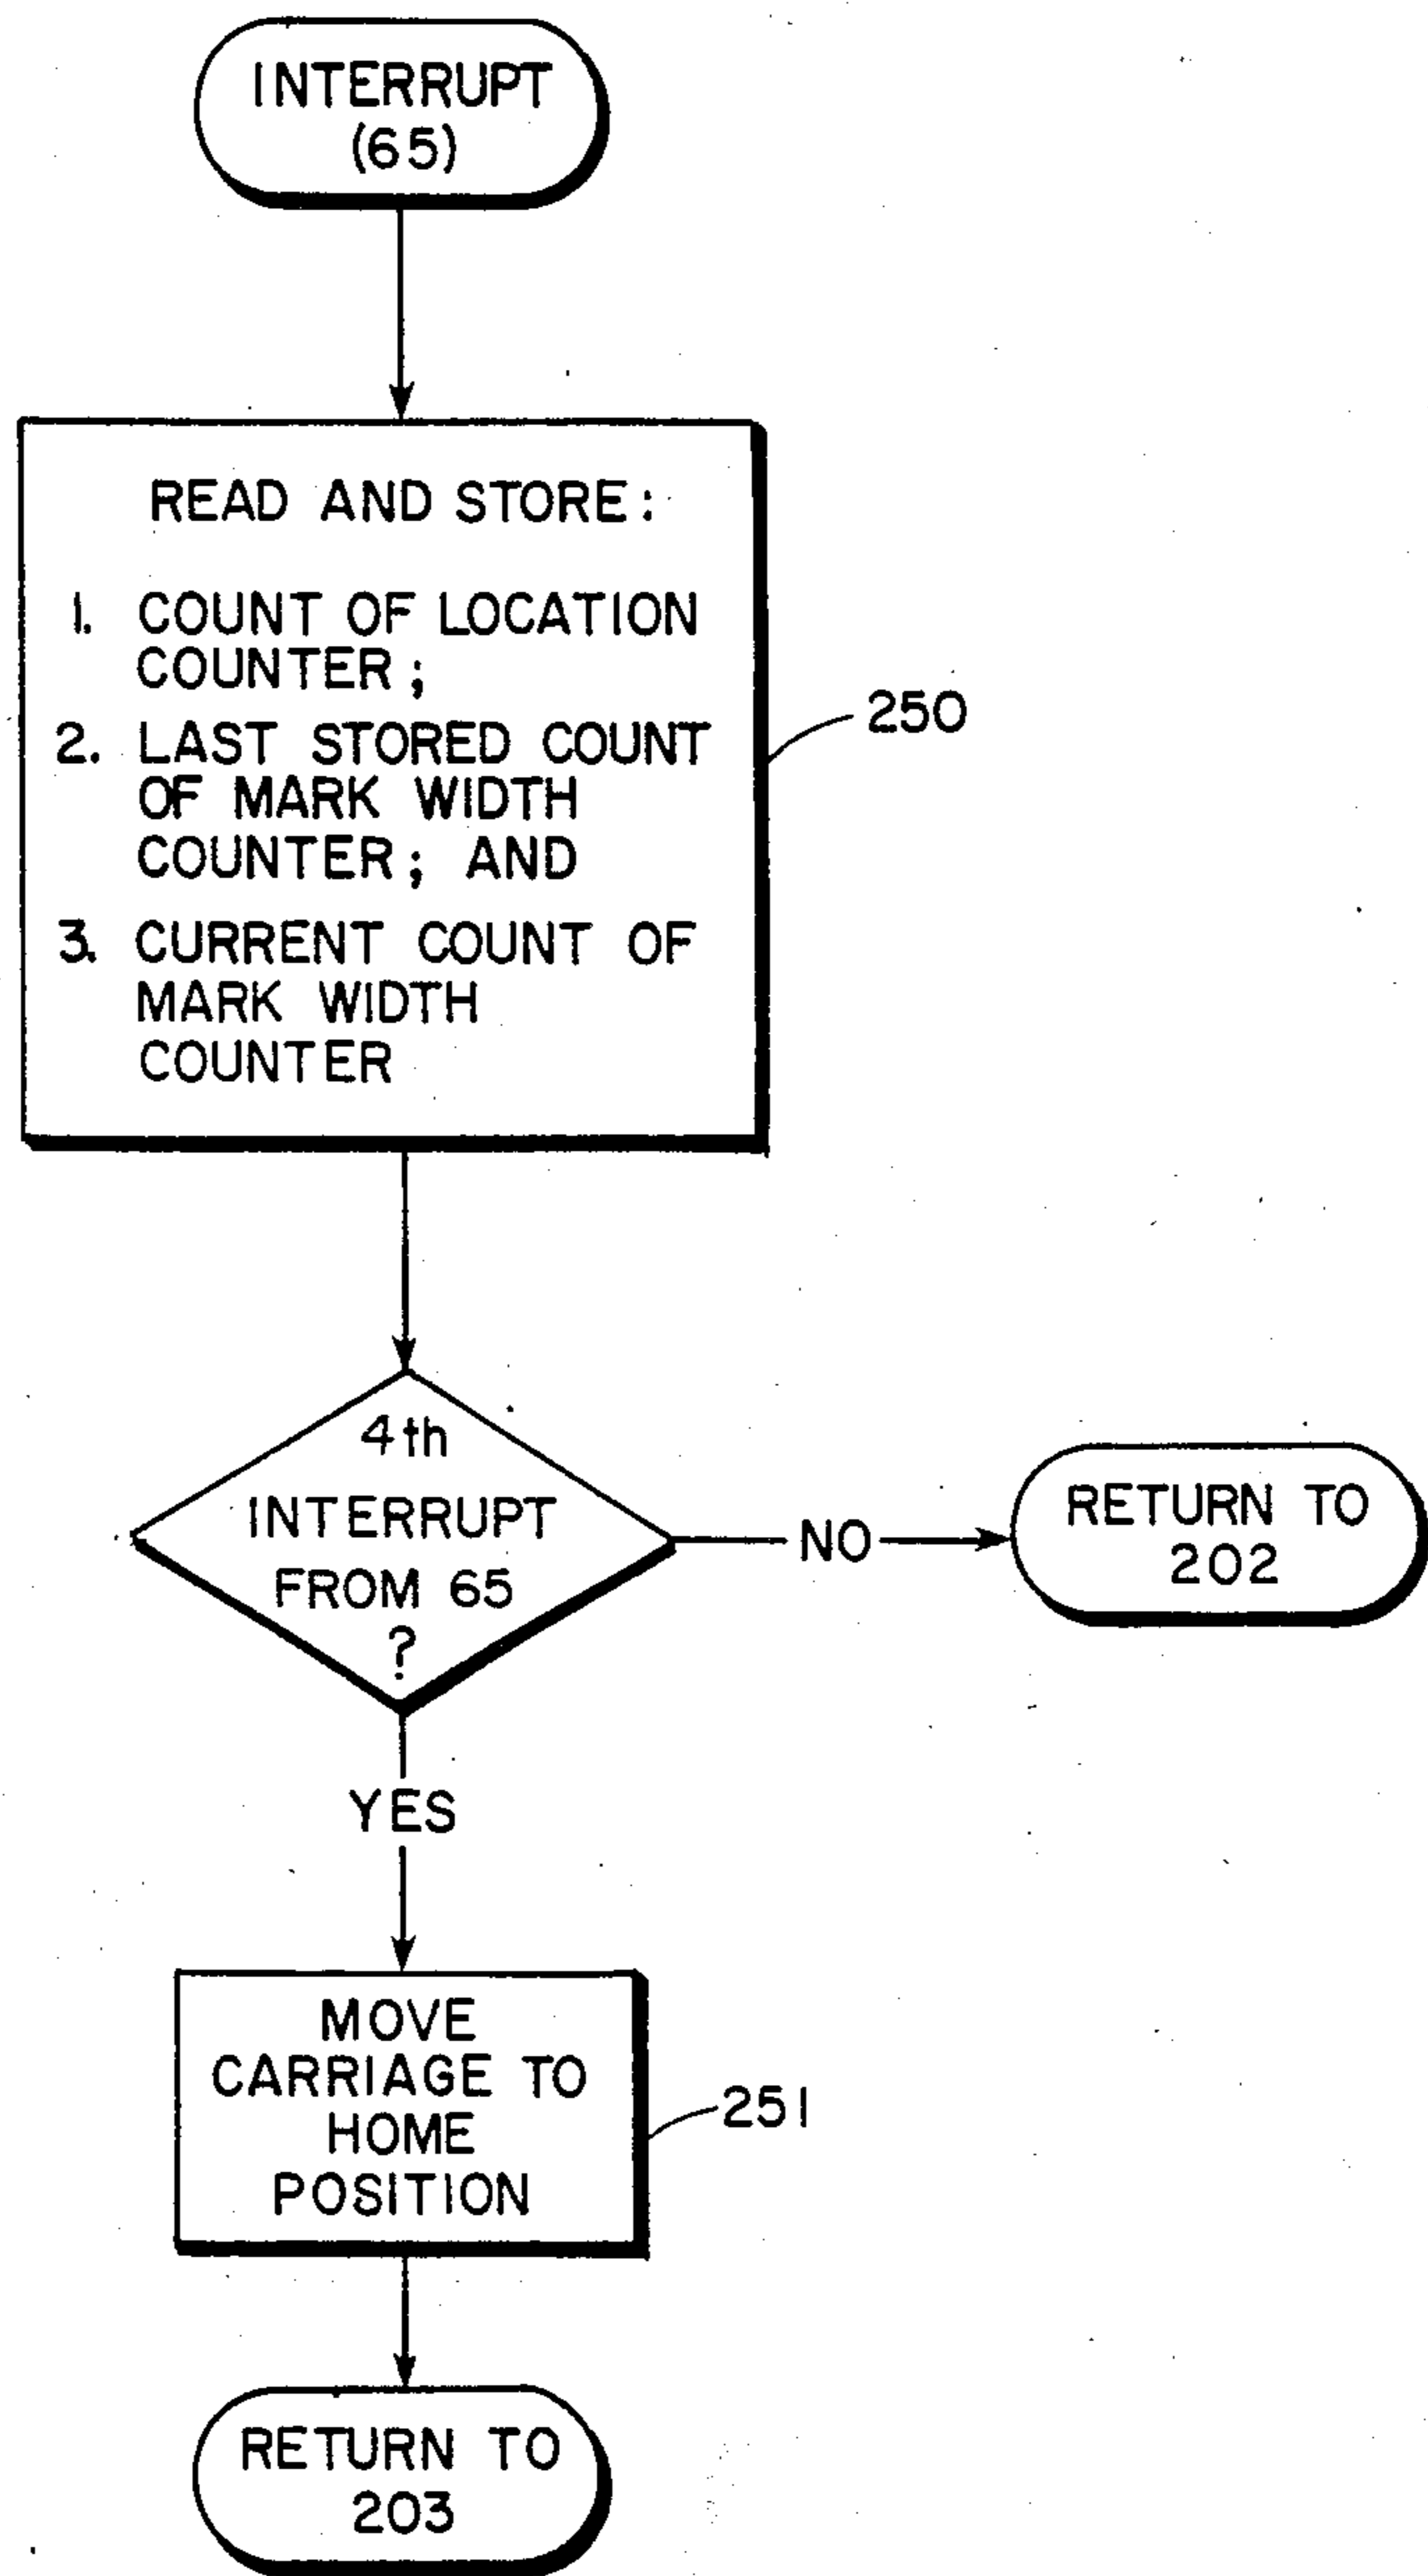 INTERRUPT
(65)
READ AND STORE:
1. COUNT OF LOCATION
COUNTER;
2. LAST STORED COUNT
OF MARK WIDTH
COUNTER; AND
3. CURRENT COUNT OF
MARK WIDTH
COUNTER
250
4th
INTERRUPT
FROM 65
?
NO
RETURN TO
202
YES
MOVE
CARRIAGE TO
HOME
POSITION
251
RETURN TO
203